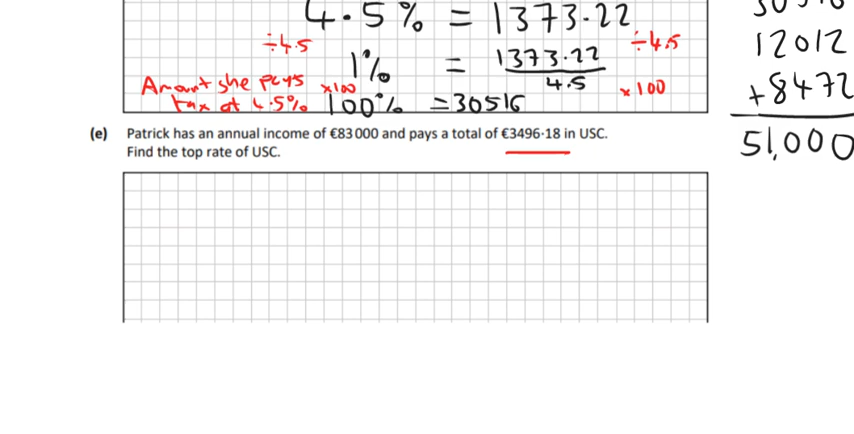 4.5% = 1373.22
÷4.5 ÷4.5
1% = 1373.22
4.5
Amount she pays x100 x100
tax at 4.5% 100% =30516
12012
+8472
51,000
(e) Patrick has an annual income of €83 000 and pays a total of €3496·18 in USC.
Find the top rate of USC.